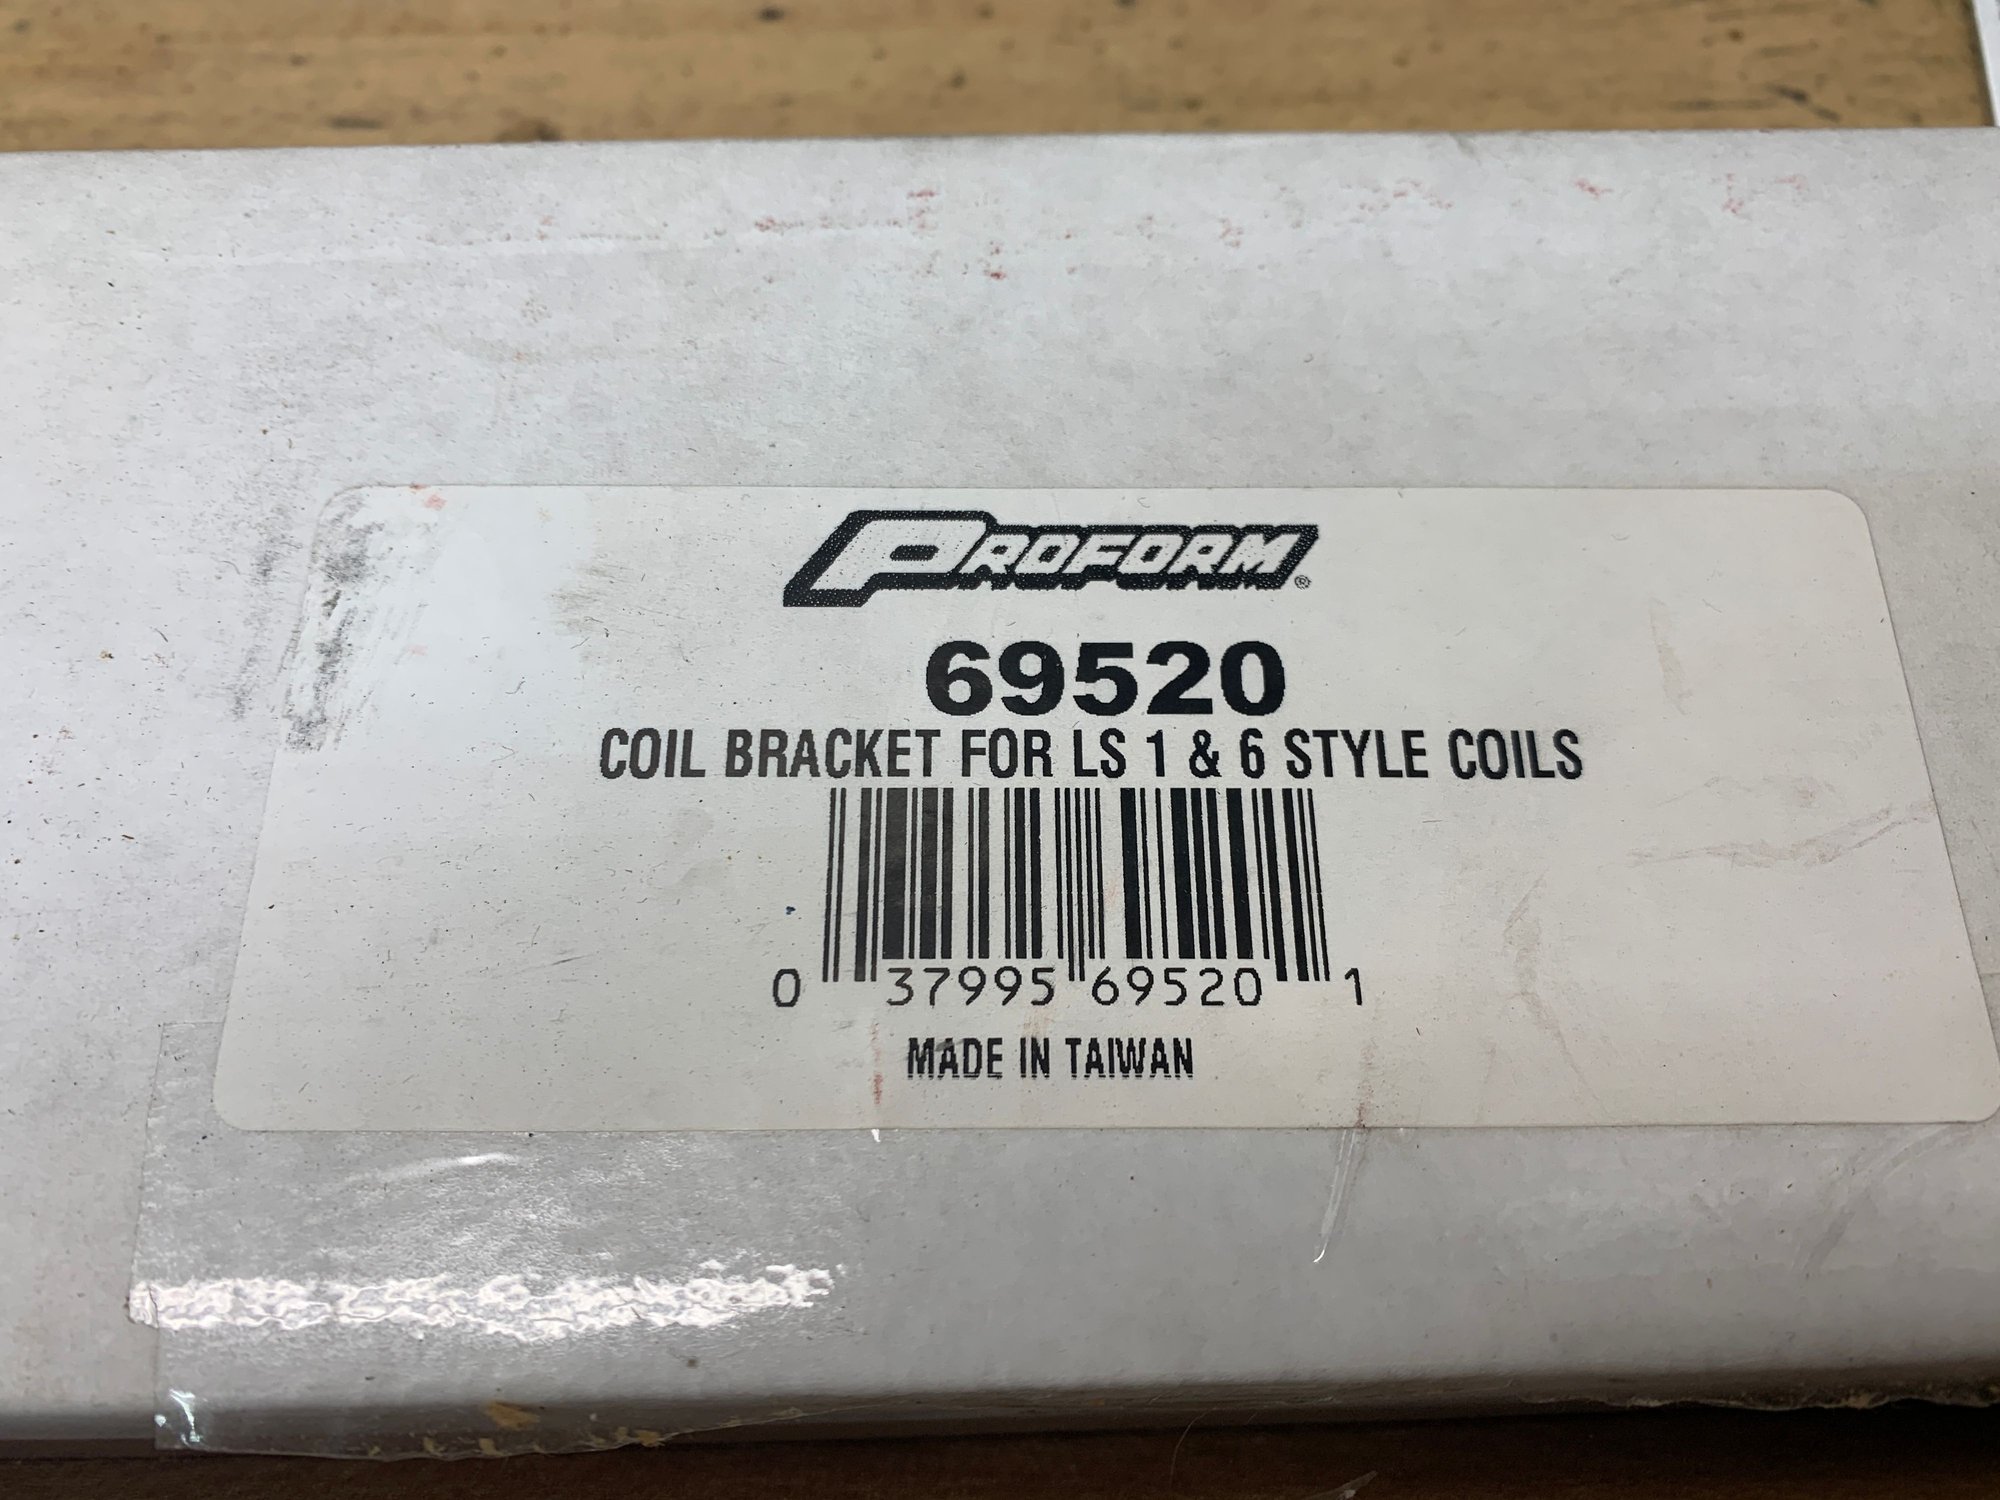 PROFORM®
69520
COIL BRACKET FOR LS 1 & 6 STYLE COILS
0 37995 69520 1
MADE IN TAIWAN